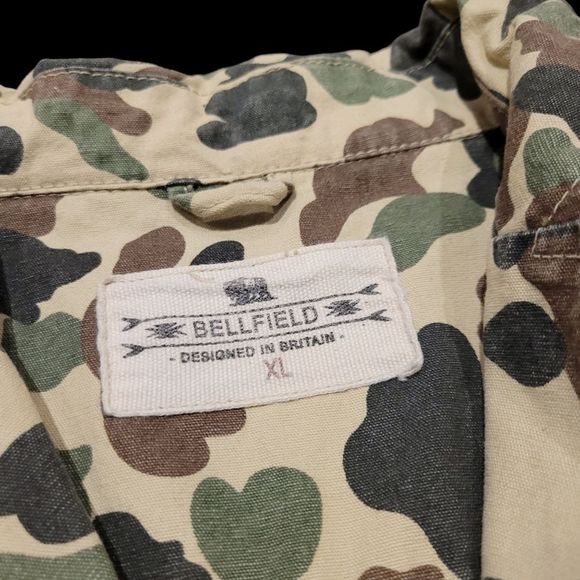 BELLFIELD
- DESIGNED IN BRITAIN -
XL